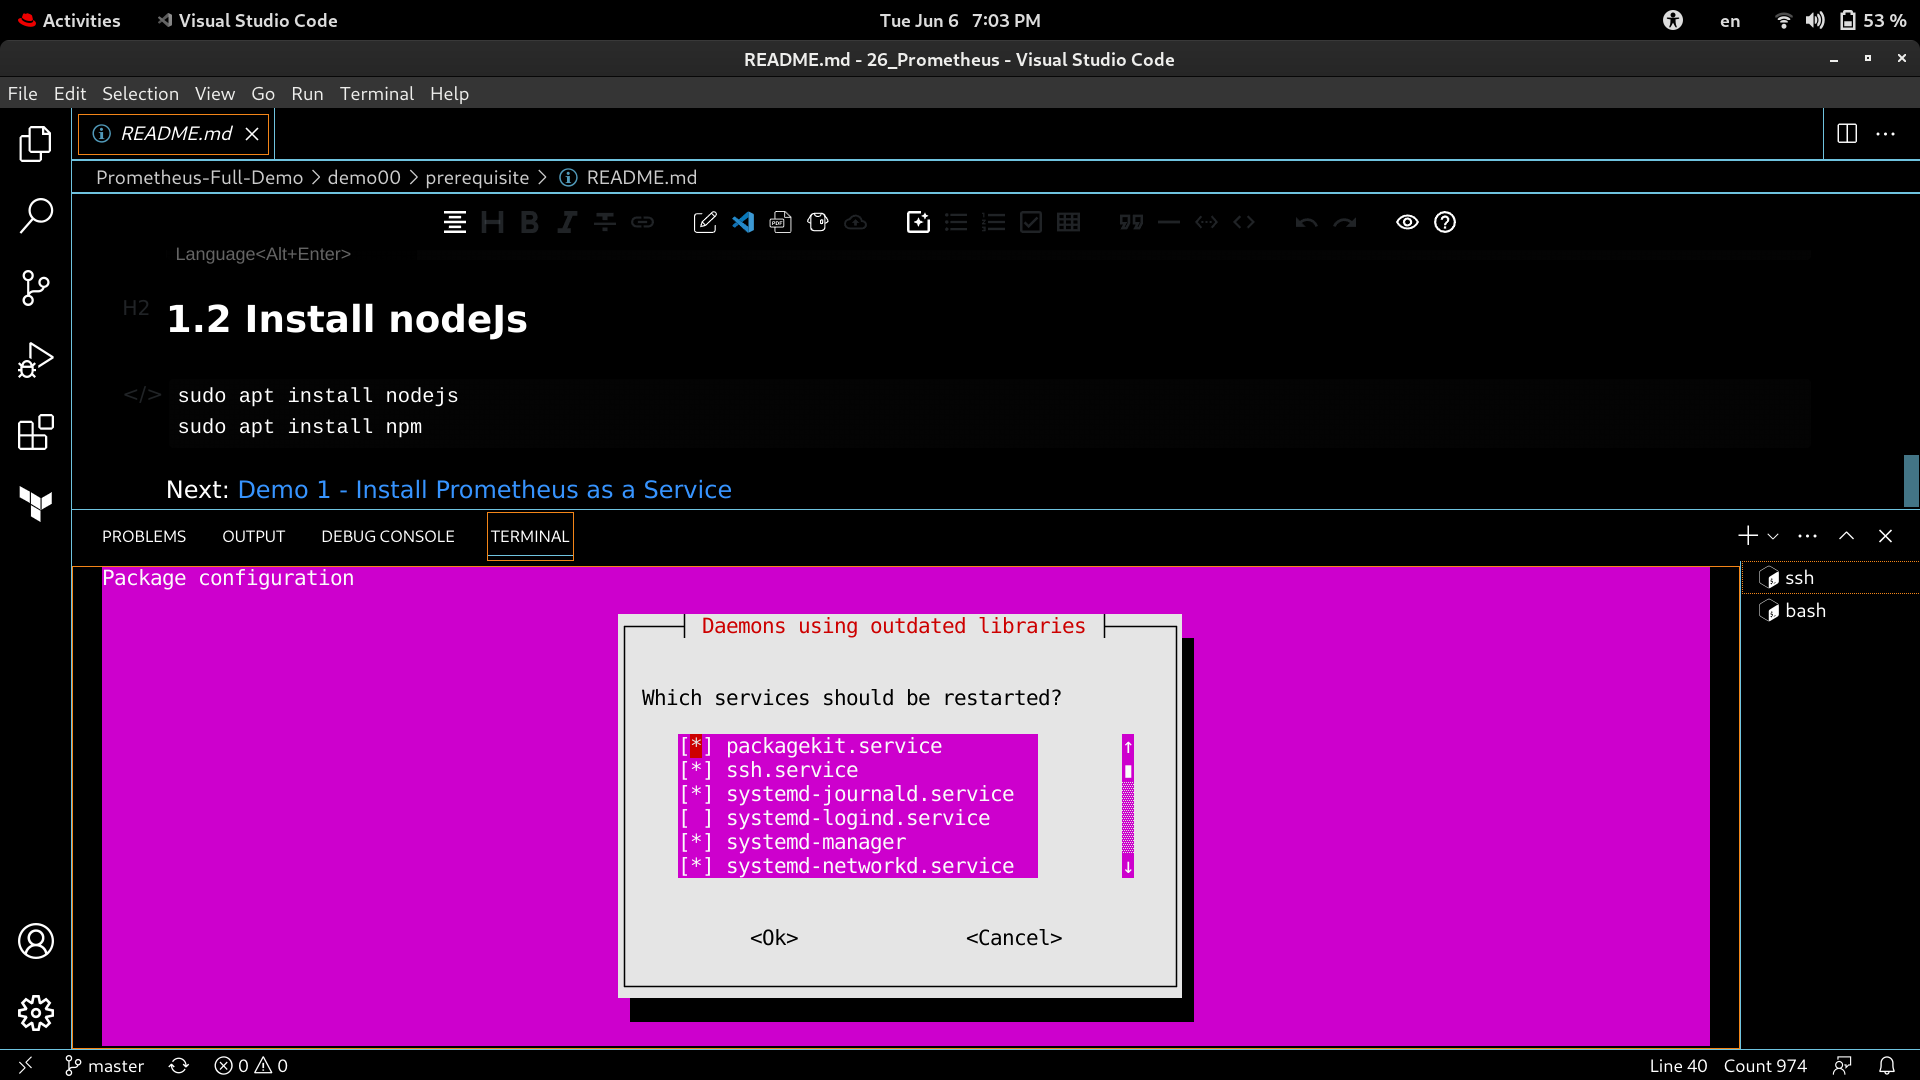 Activities
Visual Studio Code
Tue Jun 6 7:03 PM
en
53 %
README.md - 26_Prometheus - Visual Studio Code
File Edit Selection View Go Run Terminal Help
README.md
Prometheus-Full-Demo > demo00 > prerequisite > README.md
Language<Alt+Enter>
H2
1.2 Install nodeJs
</>
sudo apt install nodejs
sudo apt install npm
Next: Demo 1 - Install Prometheus as a Service
PROBLEMS OUTPUT DEBUG CONSOLE TERMINAL
Package configuration
Daemons using outdated libraries
Which services should be restarted?
[*] packagekit.service
[*] ssh.service
[*] systemd-journald.service
[ ] systemd-logind.service
[*] systemd-manager
[*] systemd-networkd.service
<Ok> <Cancel>
ssh
bash
master
0 0
Line 40 Count 974